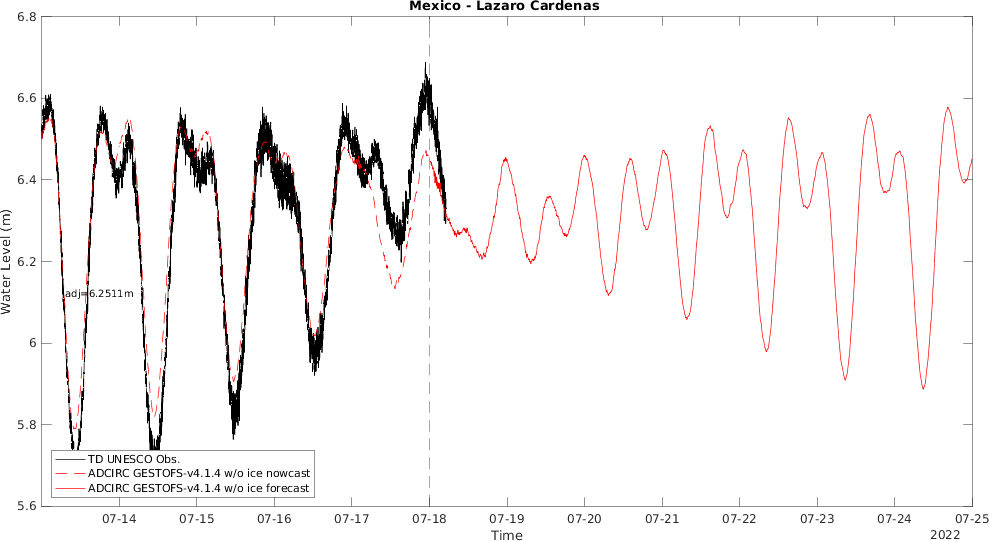 Mexico - Lazaro Cardenas
6.8
6.6
6.4
6.2
6
5.8
5.6
Water Level (m)
adj=6.2511m
TD UNESCO Obs.
ADCIRC GESTOFS-v4.1.4 w/o ice nowcast
ADCIRC GESTOFS-v4.1.4 w/o ice forecast
07-14 07-15 07-16 07-17 07-18 07-19 07-20 07-21 07-22 07-23 07-24 07-25
Time
2022